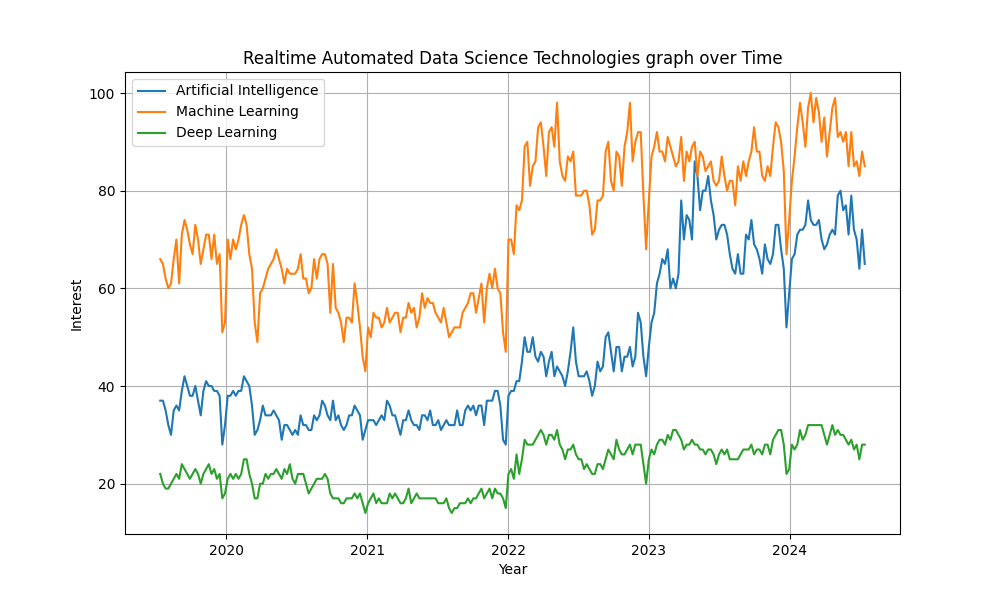 Realtime Automated Data Science Technologies graph over Time
Artificial Intelligence
Machine Learning
Deep Learning
100
80
60
40
20
Interest
2020 2021 2022 2023 2024
Year